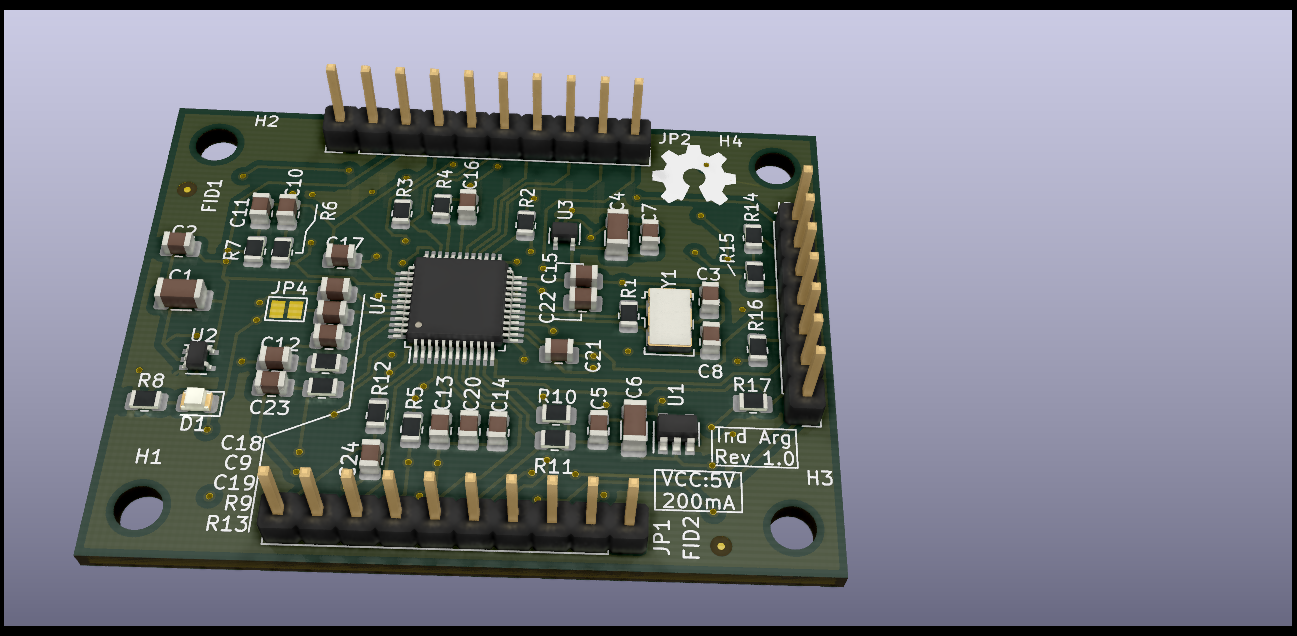 H2
JP2
H4
FID1
C11
C10
R6
R3
R4
C16
R2
U3
C4
C7
R14
C2
R7
C17
R15
C1
JP4
U4
C15
C22
R1
Y1
C3
R16
U2
C12
C21
C8
R8
D1
C23
R12
R5
C13
C20
C14
R10
R11
C5
C6
U1
R17
Ind Arg
Rev 1.0
H1
C18
C9
C19
R9
R13
C24
VCC:5V
200mA
H3
JP1
FID2